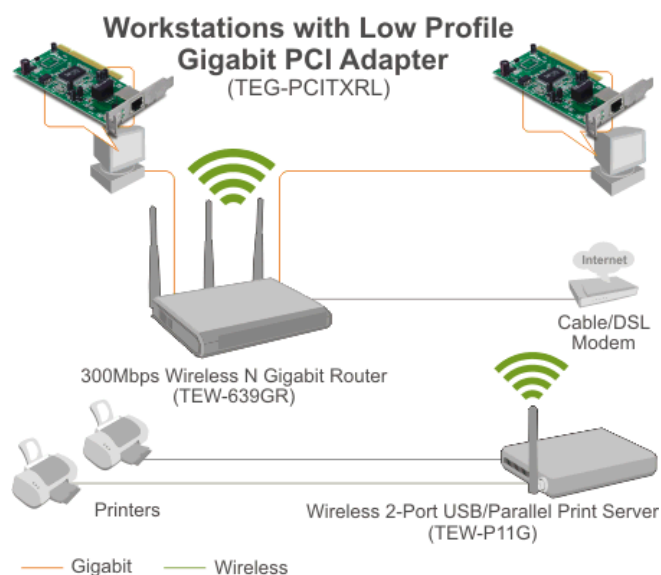 Workstations with Low Profile
Gigabit PCI Adapter
(TEG-PCITXRL)
Internet
Cable/DSL
Modem
300Mbps Wireless N Gigabit Router
(TEW-639GR)
Printers
Wireless 2-Port USB/Parallel Print Server
(TEW-P11G)
Gigabit
Wireless